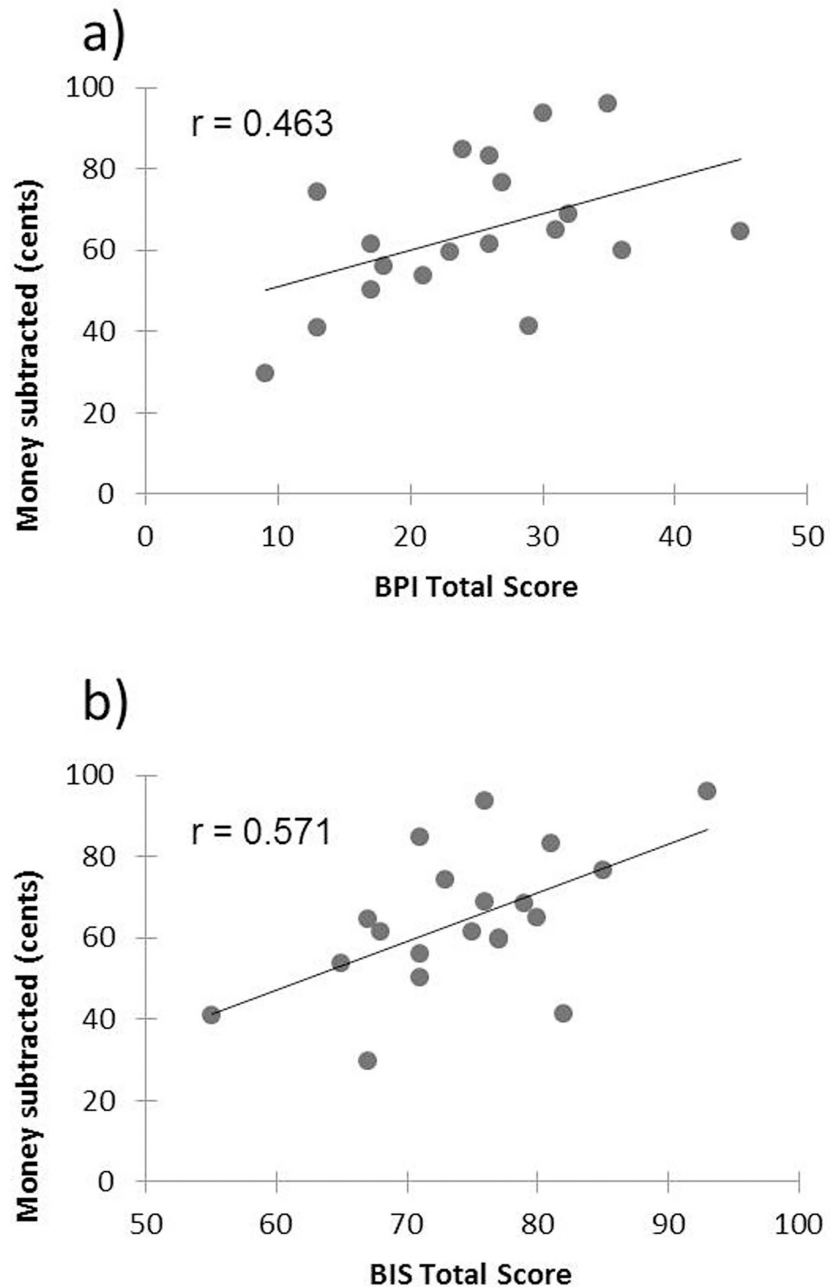 a)
r = 0.463
Money subtracted (cents)
100
80
60
40
20
0
0 10 20 30 40 50
BPI Total Score
b)
r = 0.571
Money subtracted (cents)
100
80
60
40
20
0
50 60 70 80 90 100
BIS Total Score